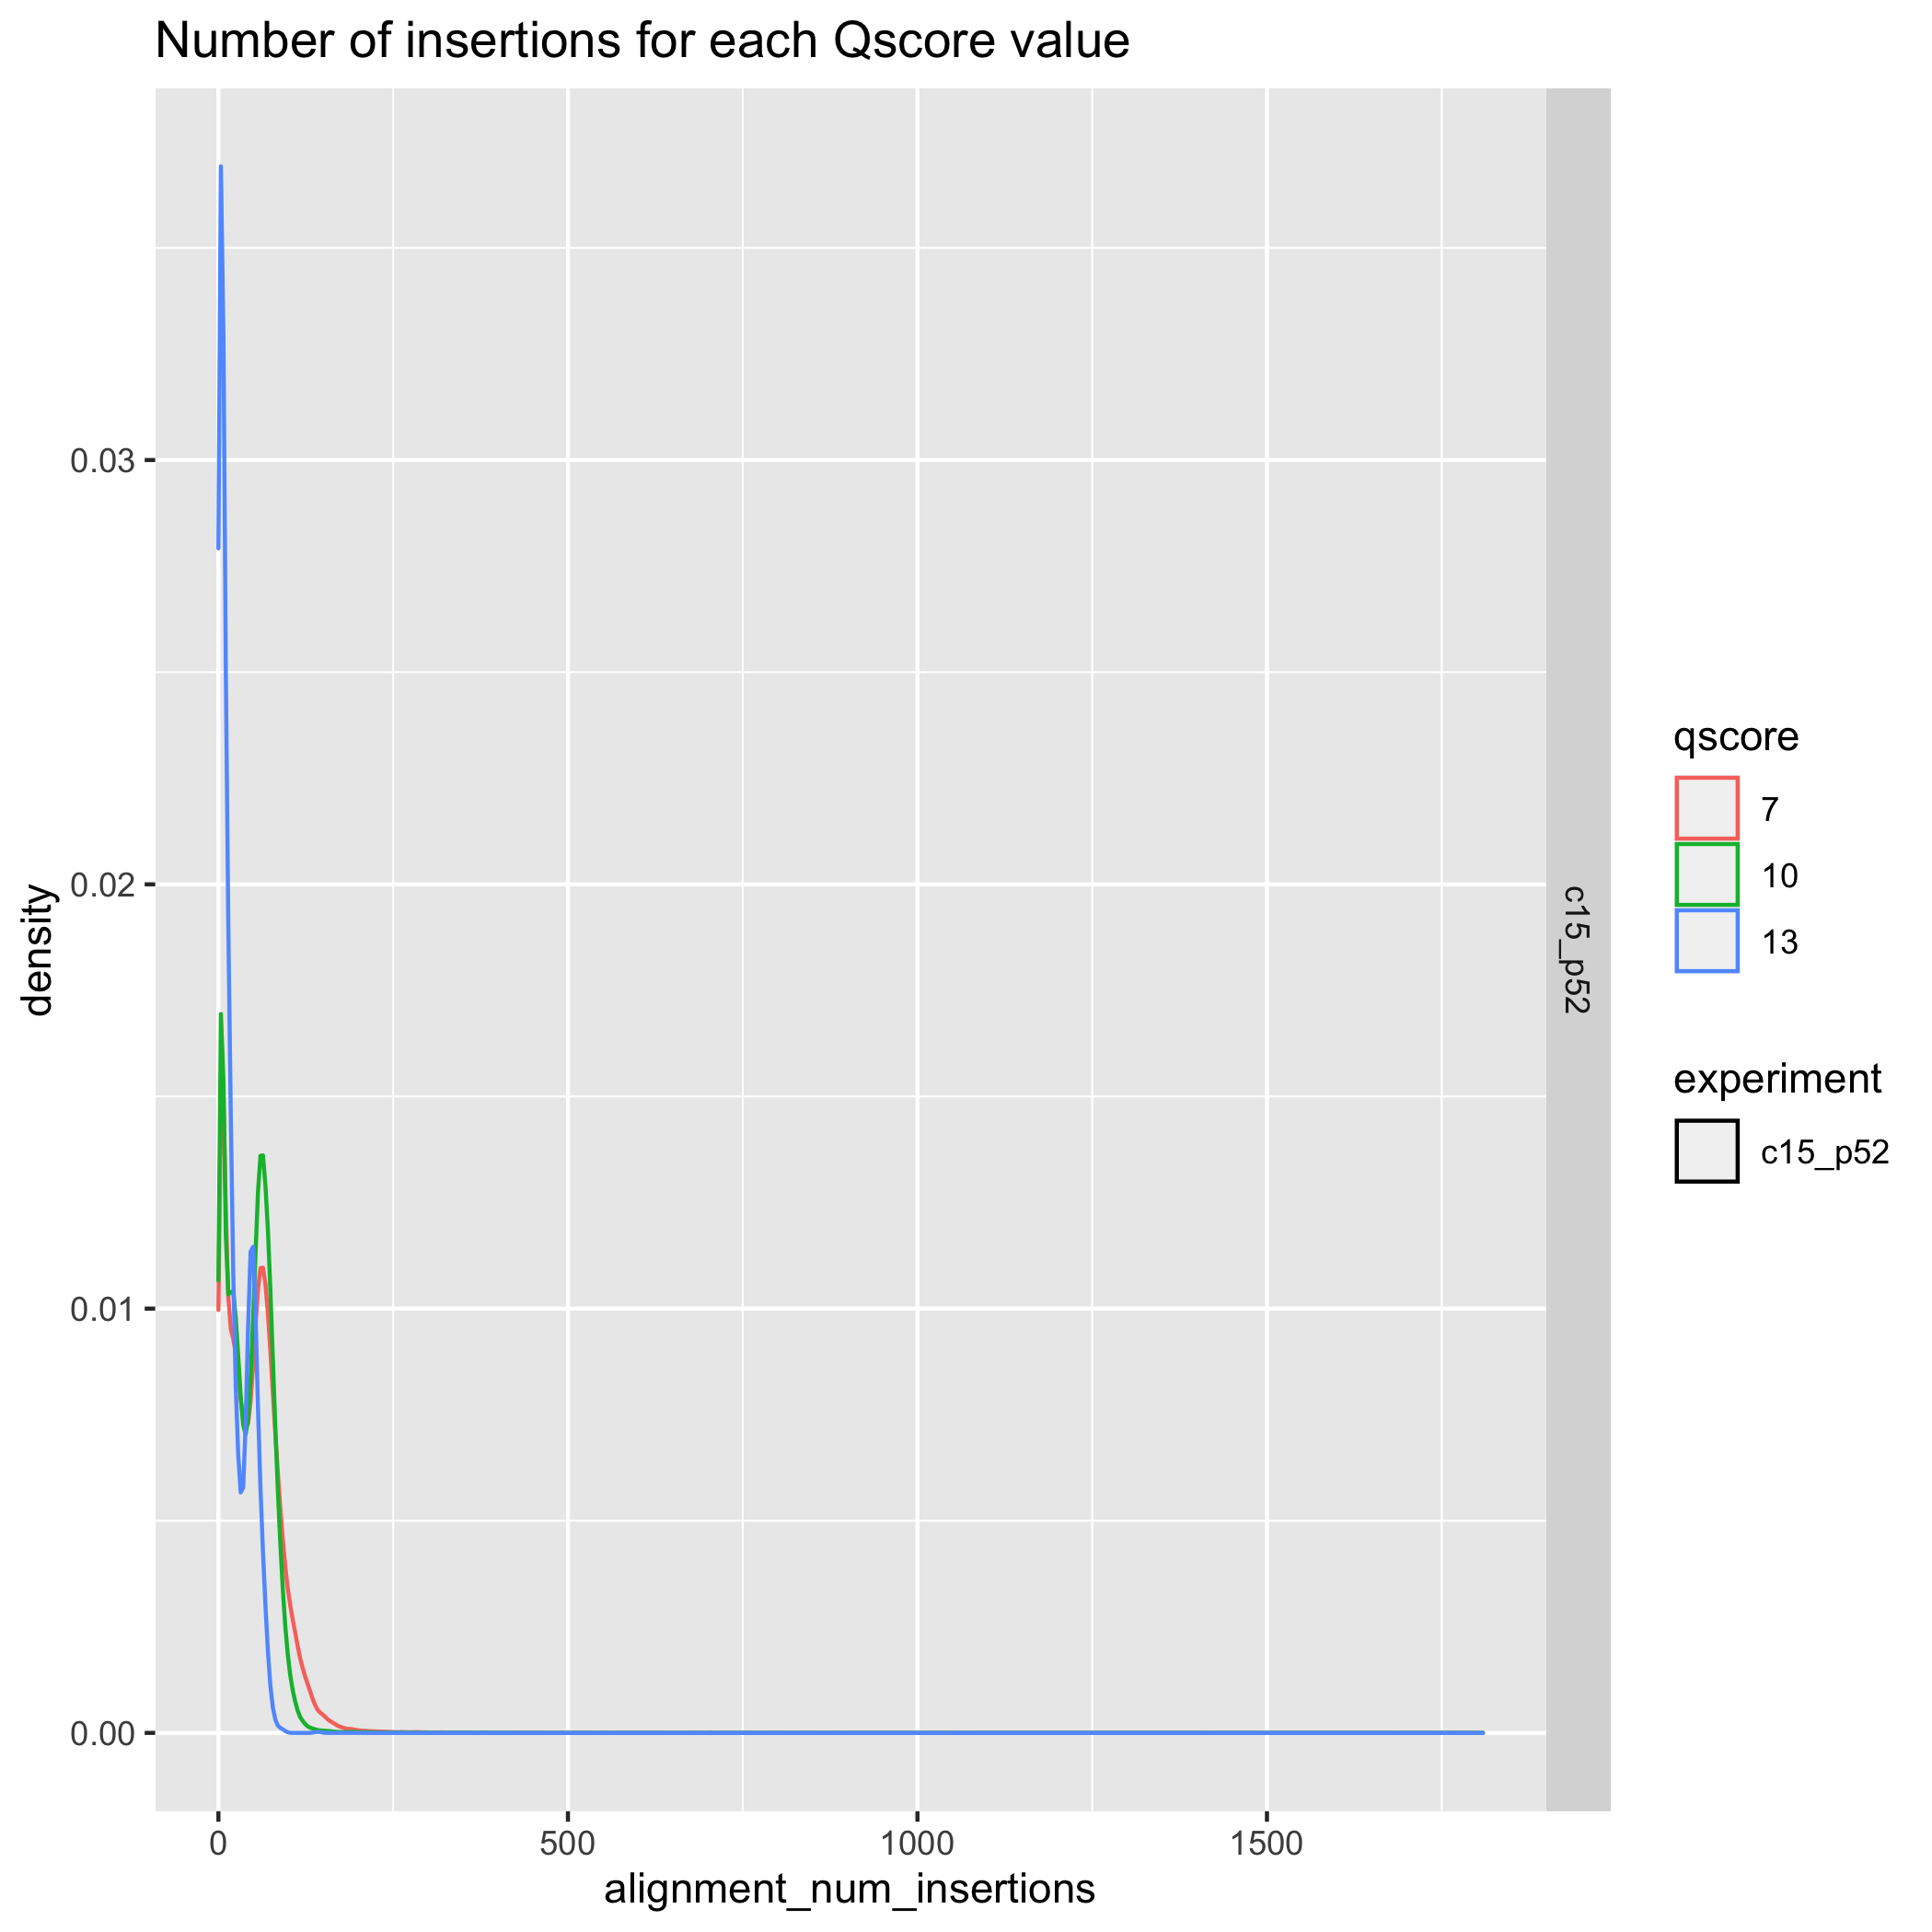 Number of insertions for each Qscore value
density
0.03
0.02
0.01
0.00
0
500
1000
1500
alignment_num_insertions
c15_p52
qscore
7
10
13
experiment
c15_p52